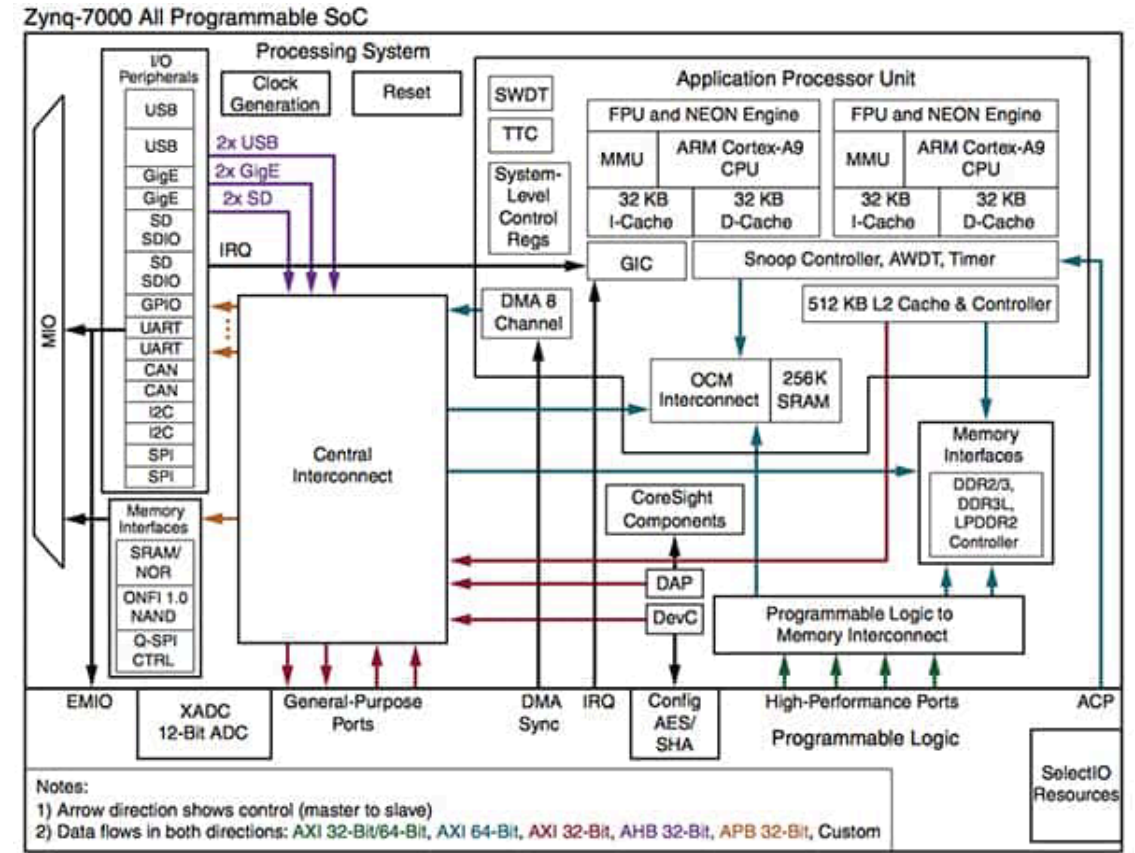 Zynq-7000 All Programmable SoC
Processing System
I/O
Peripherals
USB
USB
GigE
GigE
SD
SDIO
SD
SDIO
GPIO
UART
UART
CAN
CAN
I2C
I2C
SPI
SPI
MIO
Clock
Generation
Reset
2x USB
2x GigE
2x SD
IRQ
SWDT
TTC
System-
Level
Control
Regs
Application Processor Unit
FPU and NEON Engine
MMU
ARM Cortex-A9
CPU
32 KB
I-Cache
32 KB
D-Cache
FPU and NEON Engine
MMU
ARM Cortex-A9
CPU
32 KB
I-Cache
32 KB
D-Cache
GIC
Snoop Controller, AWDT, Timer
DMA 8
Channel
512 KB L2 Cache & Controller
OCM
Interconnect
256K
SRAM
Central
Interconnect
Memory
Interfaces
DDR2/3,
DDR3L,
LPDDR2
Controller
Memory
Interfaces
SRAM/
NOR
ONFI 1.0
NAND
Q-SPI
CTRL
CoreSight
Components
DAP
DevC
Programmable Logic to
Memory Interconnect
EMIO
XADC
12-Bit ADC
General-Purpose
Ports
DMA
Sync
IRQ
Config
AES/
SHA
High-Performance Ports
ACP
Programmable Logic
SelectIO
Resources
Notes:
1) Arrow direction shows control (master to slave)
2) Data flows in both directions: AXI 32-Bit/64-Bit, AXI 64-Bit, AXI 32-Bit, AHB 32-Bit, APB 32-Bit, Custom